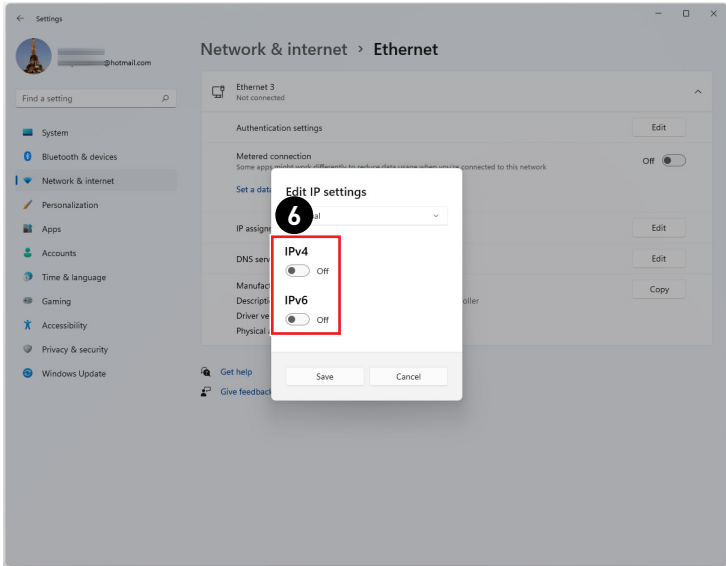 Settings
@hotmail.com
Find a setting
System
Bluetooth & devices
Network & internet
Personalization
Apps
Accounts
Time & language
Gaming
Accessibility
Privacy & security
Windows Update
Network & internet > Ethernet
Ethernet 3
Not connected
Authentication settings
Edit
Metered connection
Some apps might work differently to reduce data usage when you're connected to this network
Off
Set a data
IP assignm
Edit
DNS serv
Edit
Manufac
Copy
Descripti
oller
Driver ve
Physical a
Get help
Give feedback
Edit IP settings
6
al
IPv4
Off
IPv6
Off
Save
Cancel